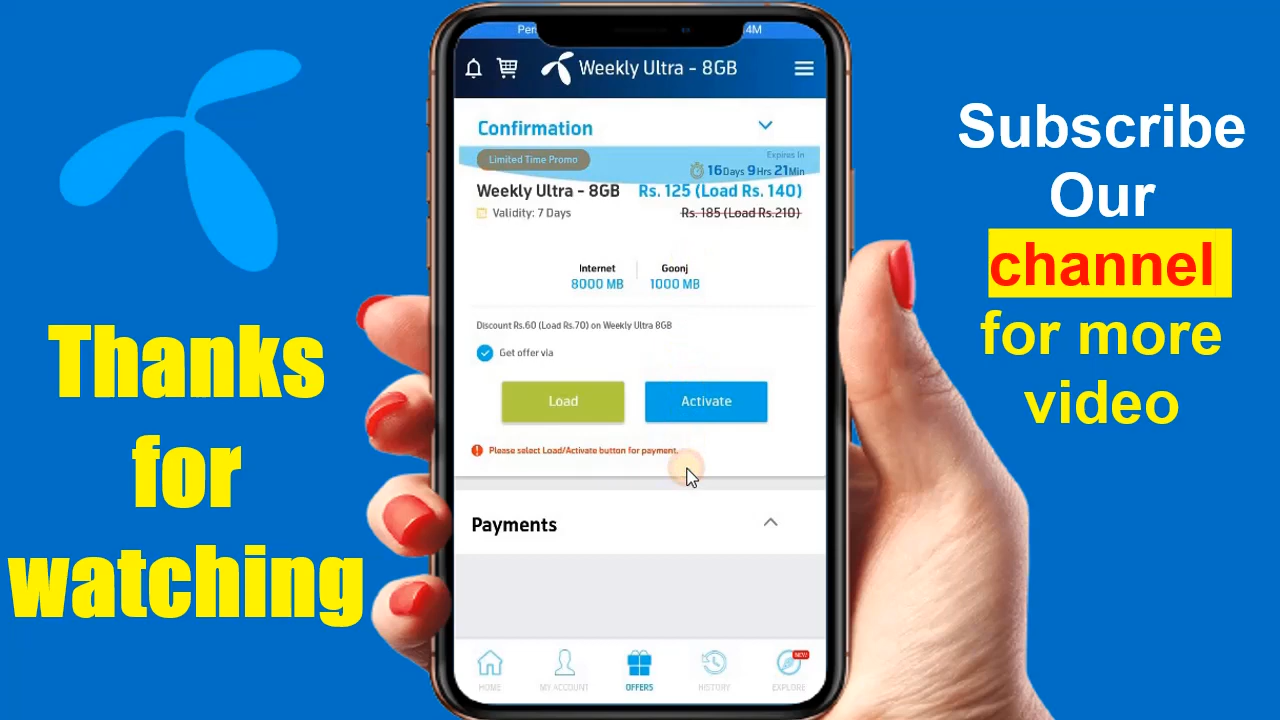 Thanks
for
watching
Weekly Ultra - 8GB
Confirmation
Limited Time Promo
Expires In
16Days 9Hrs 21Min
Weekly Ultra - 8GB
Rs. 125 (Load Rs. 140)
Validity: 7 Days
Rs. 185 (Load Rs.210)
Internet
Goonj
8000 MB
1000 MB
Discount Rs.60 (Load Rs.70) on Weekly Ultra 8GB
Get offer via
Load
Activate
Please select Load/Activate button for payment.
Payments
HOME
MY ACCOUNT
OFFERS
HISTORY
NEW
EXPLORE
Subscribe
Our
channel
for more
video